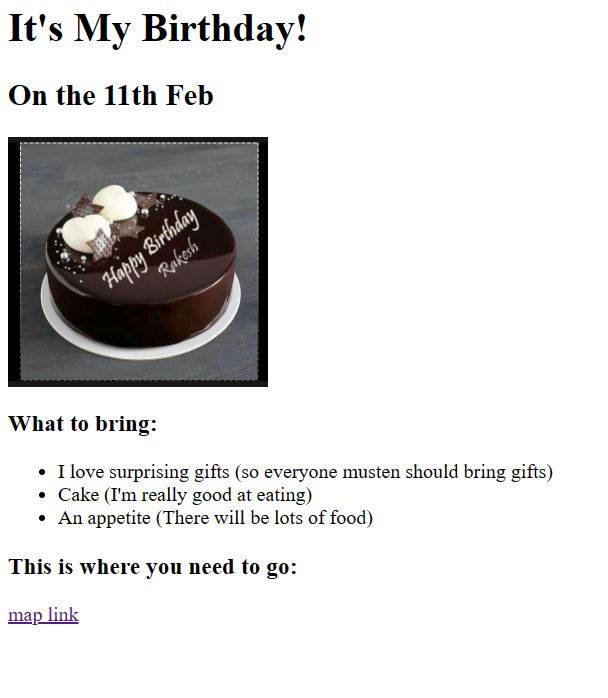 It's My Birthday!
On the 11th Feb
Happy Birthday
Rakesh
What to bring:
I love surprising gifts (so everyone musten should bring gifts)
Cake (I'm really good at eating)
An appetite (There will be lots of food)
This is where you need to go:
map link